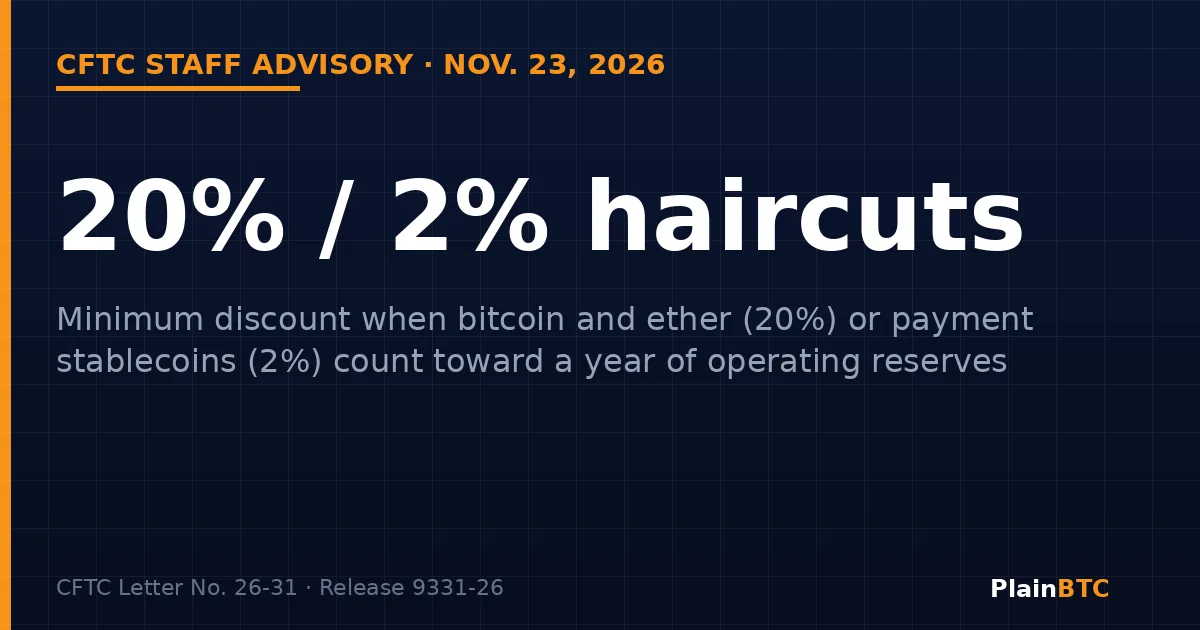 CFTC STAFF ADVISORY · NOV. 23, 2026
20% / 2% haircuts
Minimum discount when bitcoin and ether (20%) or payment
stablecoins (2%) count toward a year of operating reserves
CFTC Letter No. 26-31 · Release 9331-26
PlainBTC